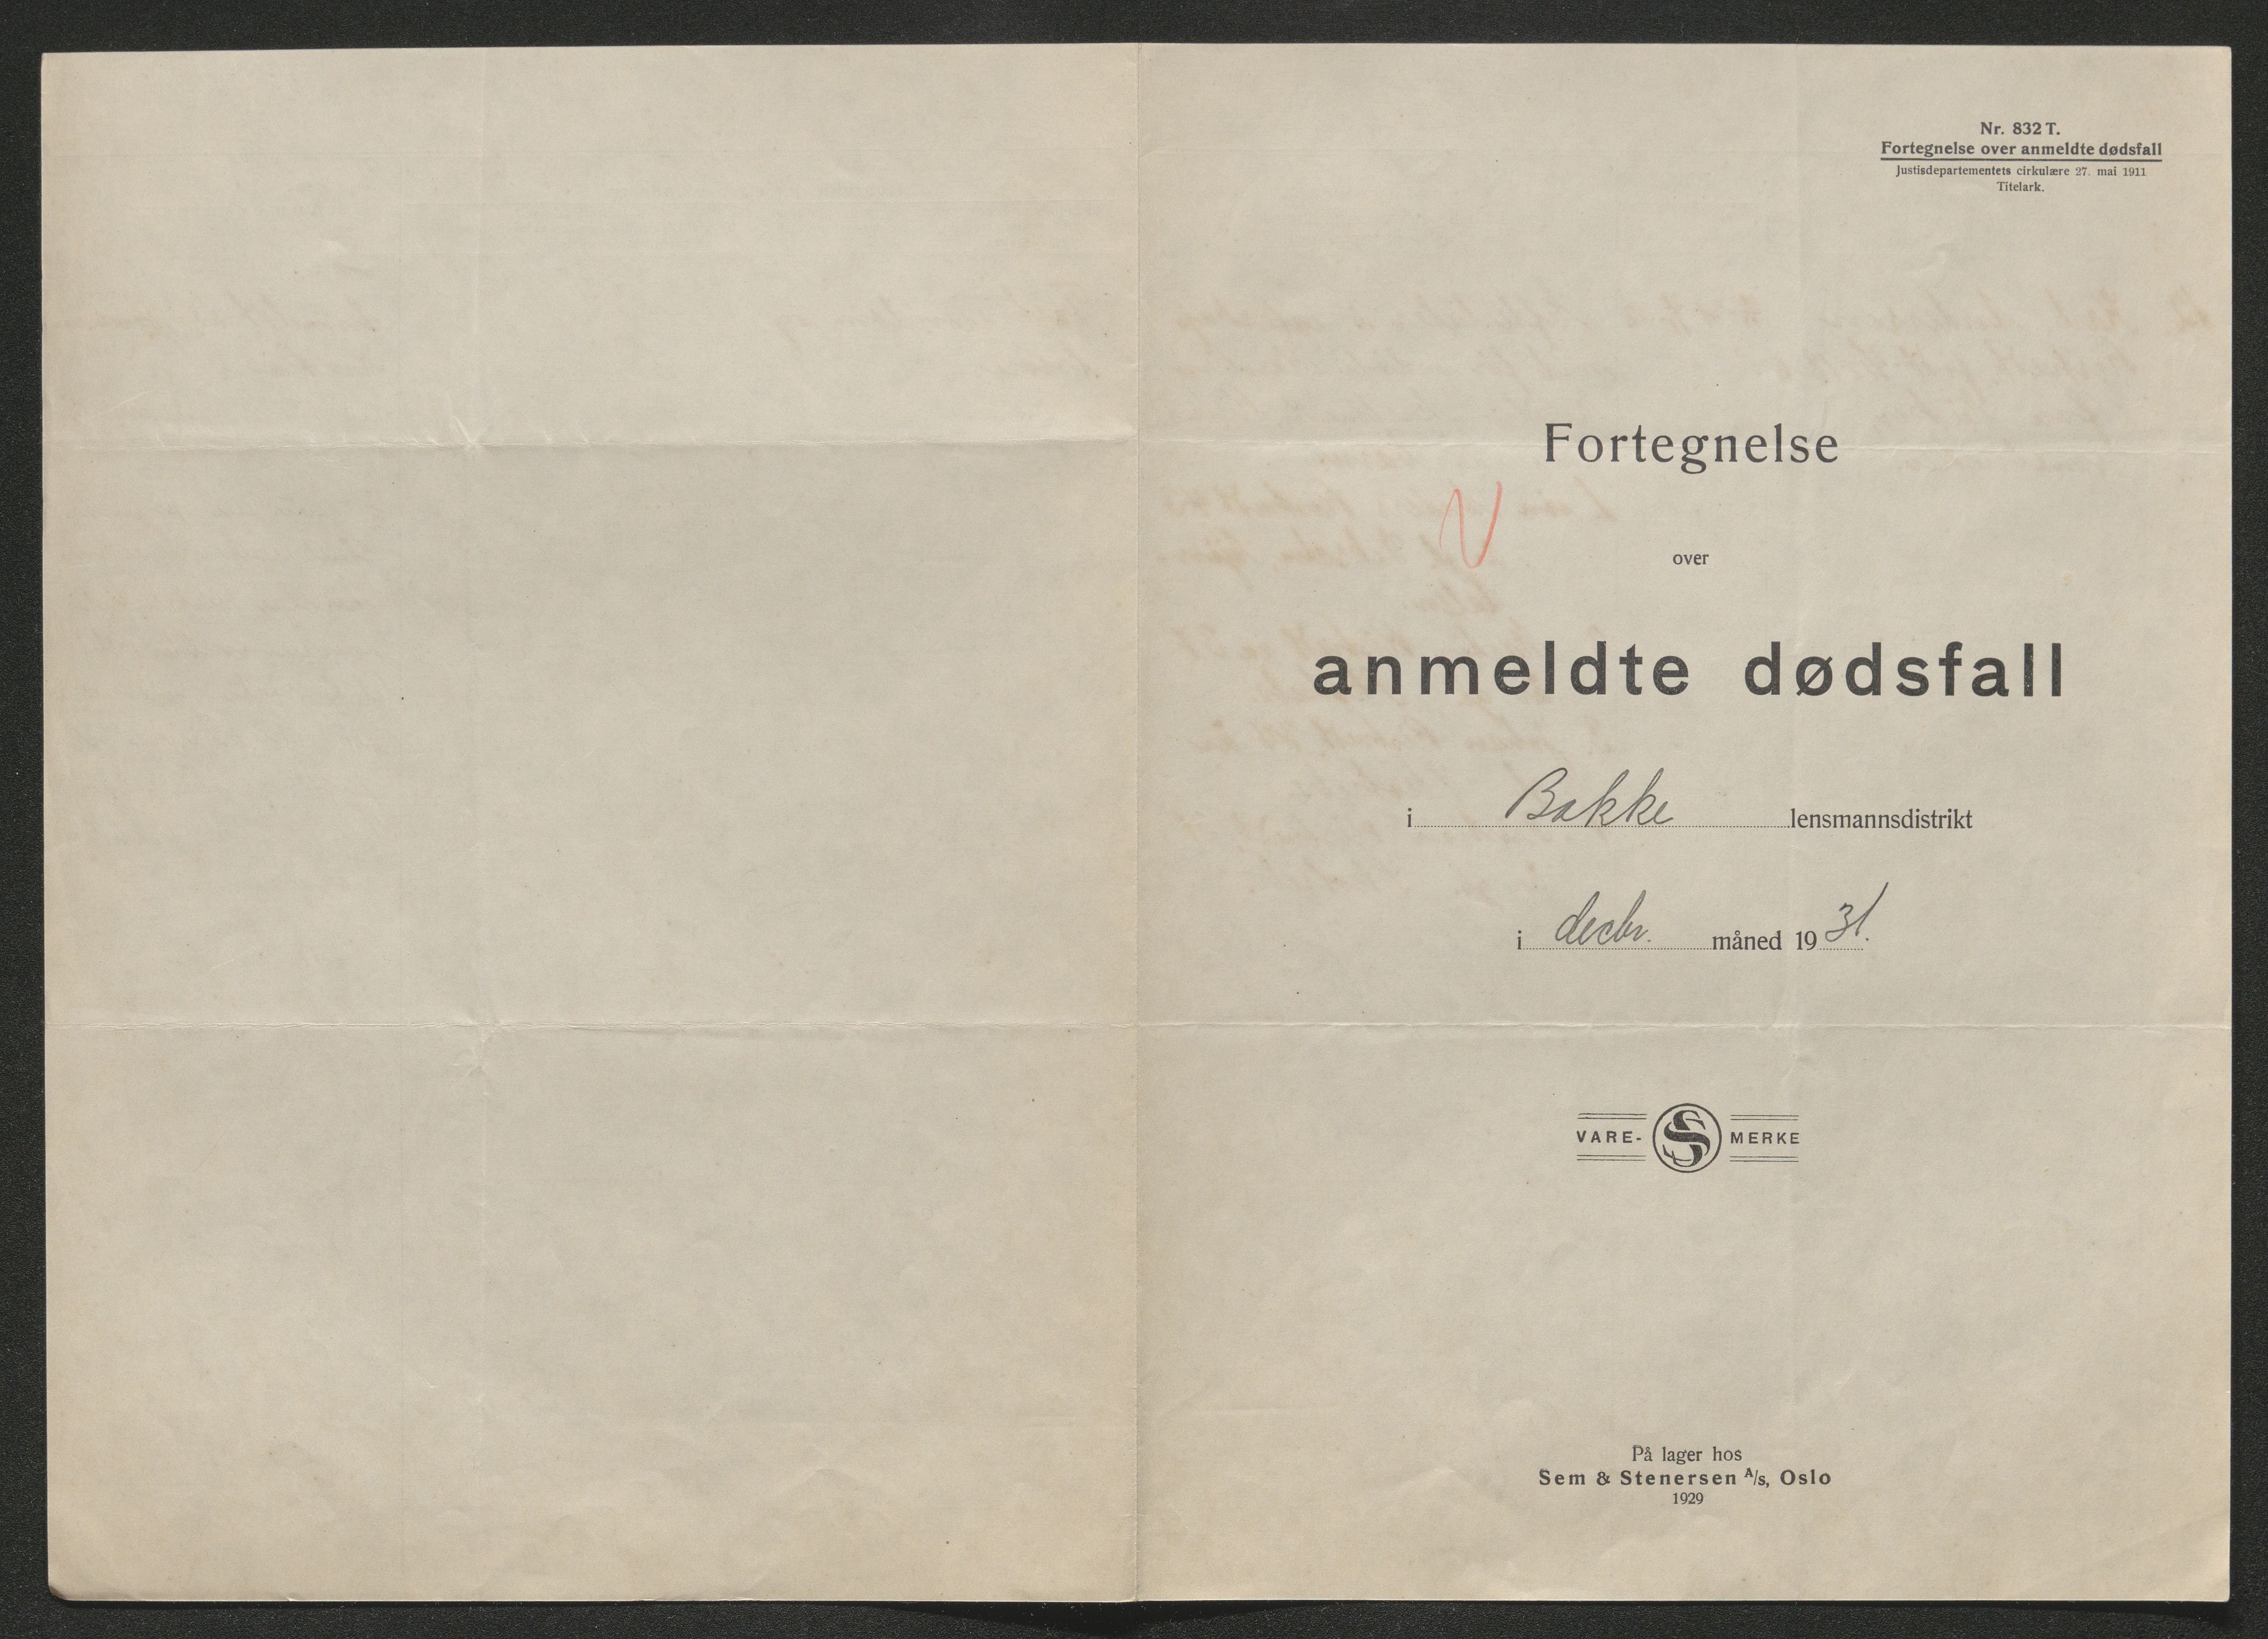 Nr. 832 T.
Fortegnelse over anmeldte dødsfall
Justisdepartementets cirkulære 27. mai 1911
Titelark.
Fortegnelse
over
anmeldte dødsfall
i Bakke lensmannsdistrikt
i decbr. måned 1931.
VARE- SS MERKE
På lager hos
Sem & Stenersen A/s, Oslo
1929